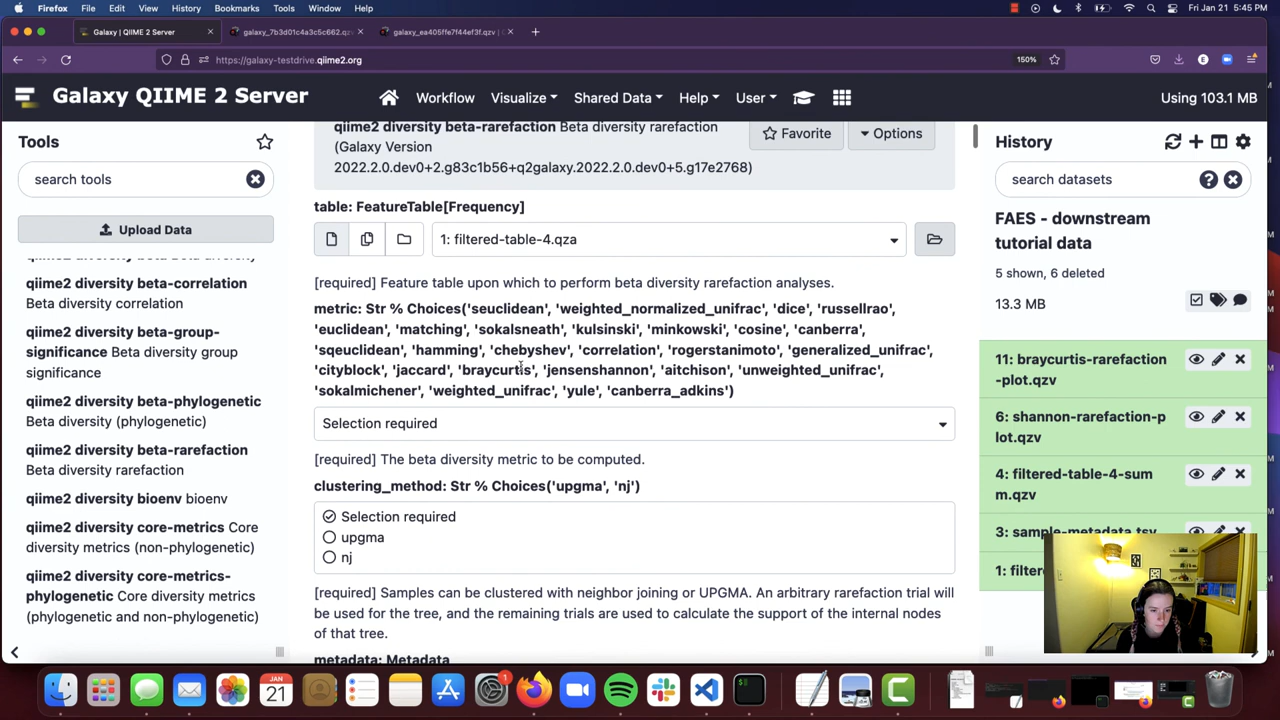 Firefox File Edit View History Bookmarks Tools Window Help Fri Jan 21 5:45 PM
Galaxy | QIIME 2 Server galaxy_7b3d01c4a3c5c662.qzv galaxy_ea405ffe7f44ef3f.qzv
https://galaxy-testdrive.qiime2.org 150%
Galaxy QIIME 2 Server Workflow Visualize Shared Data Help User Using 103.1 MB
Tools
search tools
Upload Data
qiime2 diversity beta-correlation
Beta diversity correlation
qiime2 diversity beta-group-
significance Beta diversity group
significance
qiime2 diversity beta-phylogenetic
Beta diversity (phylogenetic)
qiime2 diversity beta-rarefaction
Beta diversity rarefaction
qiime2 diversity bioenv bioenv
qiime2 diversity core-metrics Core
diversity metrics (non-phylogenetic)
qiime2 diversity core-metrics-
phylogenetic Core diversity metrics
(phylogenetic and non-phylogenetic)
qiime2 diversity beta-rarefaction Beta diversity rarefaction
(Galaxy Version
2022.2.0.dev0+2.g83c1b56+q2galaxy.2022.2.0.dev0+5.g17e2768)
Favorite
Options
table: FeatureTable[Frequency]
1: filtered-table-4.qza
[required] Feature table upon which to perform beta diversity rarefaction analyses.
metric: Str % Choices('seuclidean', 'weighted_normalized_unifrac', 'dice', 'russellrao',
'euclidean', 'matching', 'sokalsneath', 'kulsinski', 'minkowski', 'cosine', 'canberra',
'sqeuclidean', 'hamming', 'chebyshev', 'correlation', 'rogerstanimoto', 'generalized_unifrac',
'cityblock', 'jaccard', 'braycurtis', 'jensenshannon', 'aitchison', 'unweighted_unifrac',
'sokalmichener', 'weighted_unifrac', 'yule', 'canberra_adkins')
Selection required
[required] The beta diversity metric to be computed.
clustering_method: Str % Choices('upgma', 'nj')
Selection required
upgma
nj
[required] Samples can be clustered with neighbor joining or UPGMA. An arbitrary rarefaction trial will
be used for the tree, and the remaining trials are used to calculate the support of the internal nodes
of that tree.
metadata: Metadata
History
search datasets
FAES - downstream
tutorial data
5 shown, 6 deleted
13.3 MB
11: braycurtis-rarefaction
-plot.qzv
6: shannon-rarefaction-p
lot.qzv
4: filtered-table-4-sum
m.qzv
3: sample-metadata.tsv
JAN
21
1